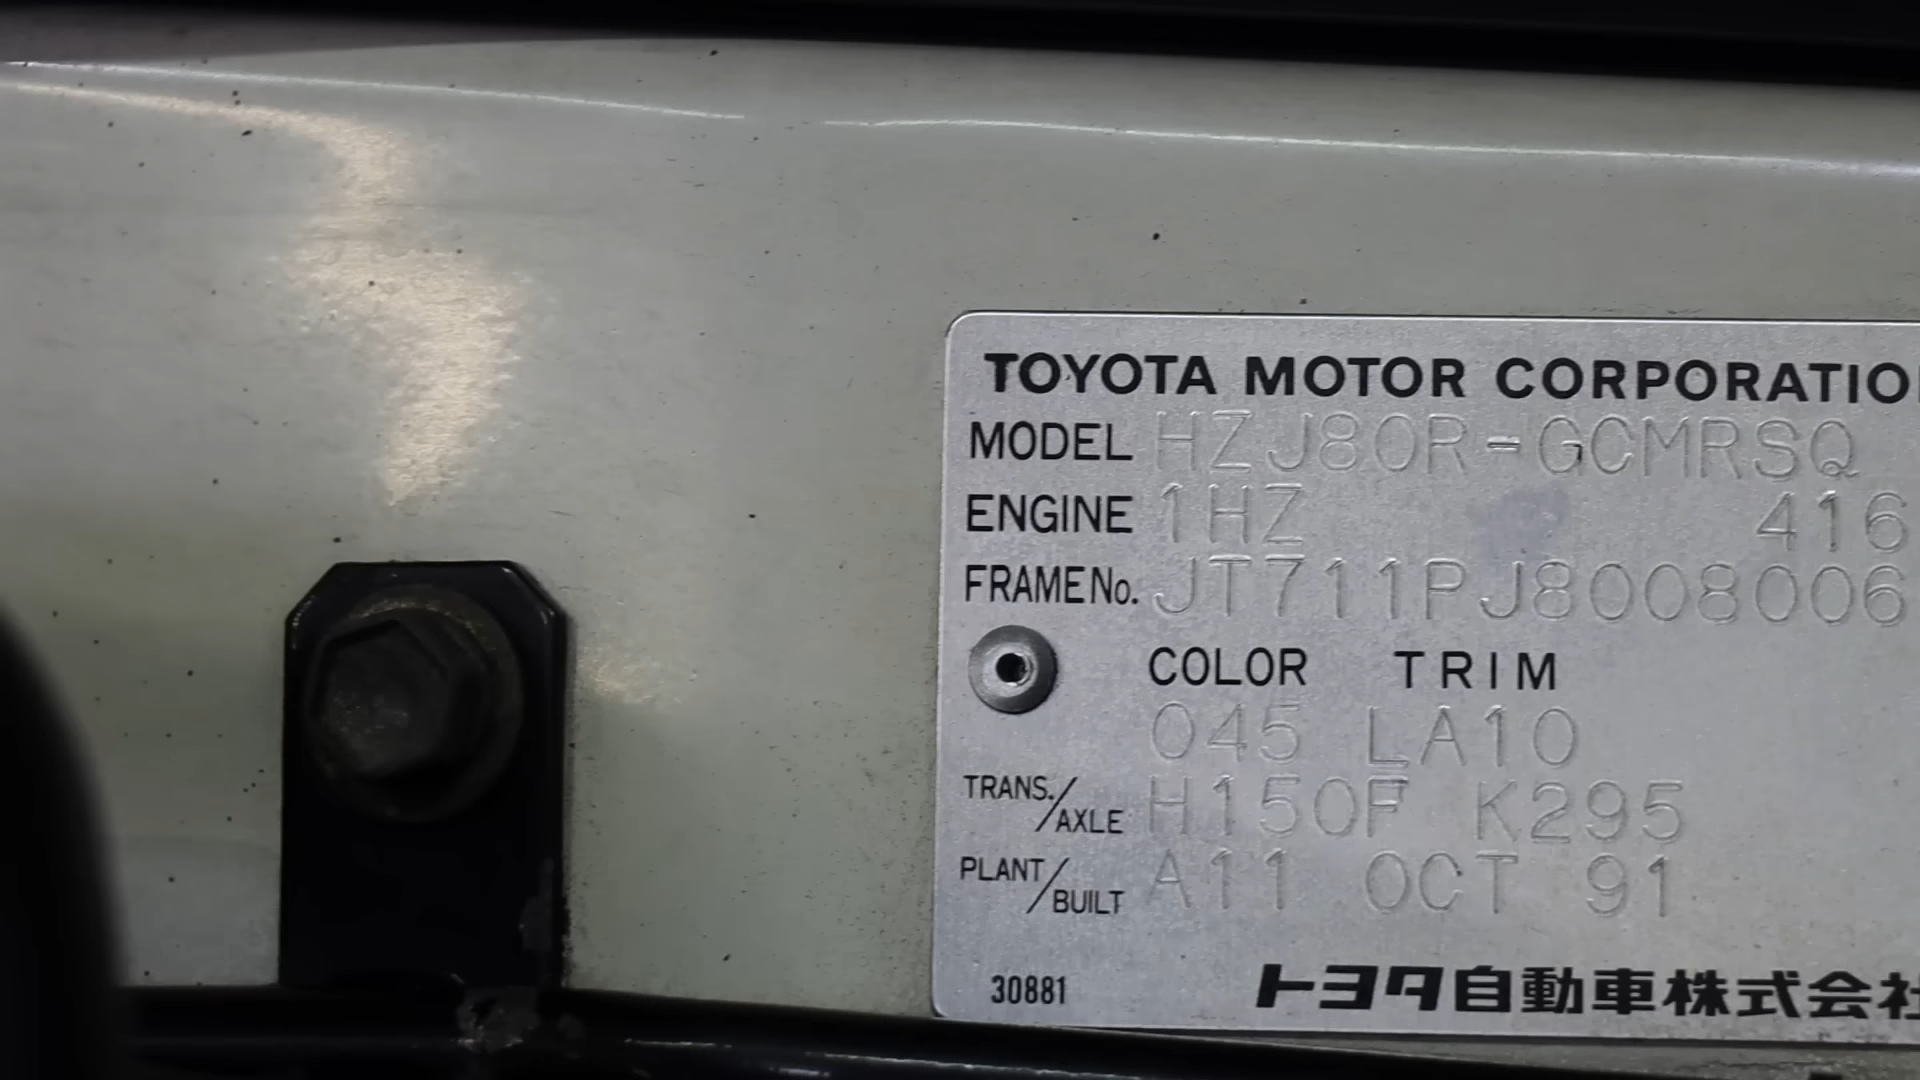 TOYOTA MOTOR CORPORATIO
MODEL HZJ80R-GCMRSQ
ENGINE 1HZ 416
FRAME No. JT711PJ8008006
COLOR TRIM
045 LA10
TRANS./AXLE H150F K295
PLANT/BUILT A11 OCT 91
30881 トヨタ自動車株式会社